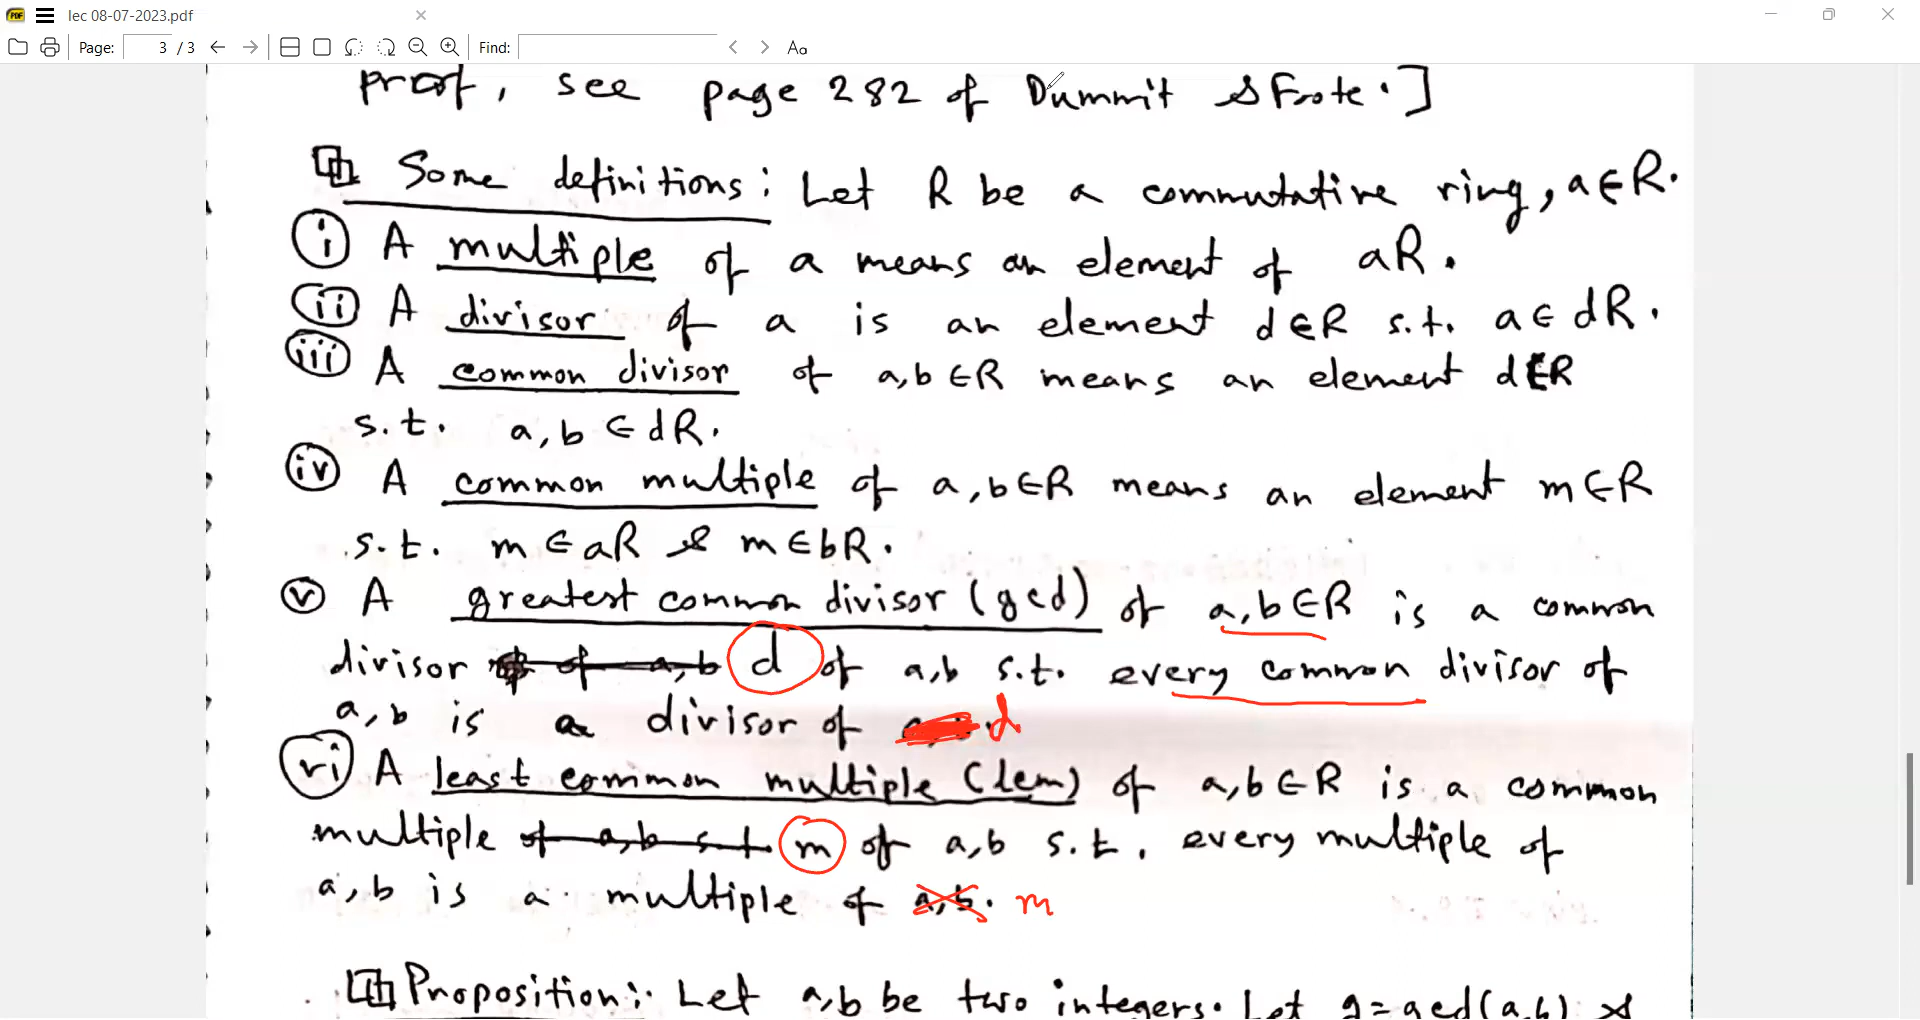 lec 08-07-2023.pdf
Page: 3 / 3 Find: Aa
proof, see page 282 of Dummit & Foote.]
Some definitions: Let R be a commutative ring, a∈R.
(i) A multiple of a means an element of aR.
(ii) A divisor of a is an element d∈R s.t. a∈dR.
(iii) A common divisor of a,b∈R means an element d∈R
s.t. a,b∈dR.
(iv) A common multiple of a,b∈R means an element m∈R
s.t. m∈aR & m∈bR.
(v) A greatest common divisor (gcd) of a,b∈R is a common
divisor of a,b d of a,b s.t. every common divisor of
a,b is a divisor of d
(vi) A least common multiple (lcm) of a,b∈R is a common
multiple of a,b s.t. m of a,b s.t. every multiple of
a,b is a multiple of a,b. m
Proposition: Let a,b be two integers. Let g=gcd(a,b) &